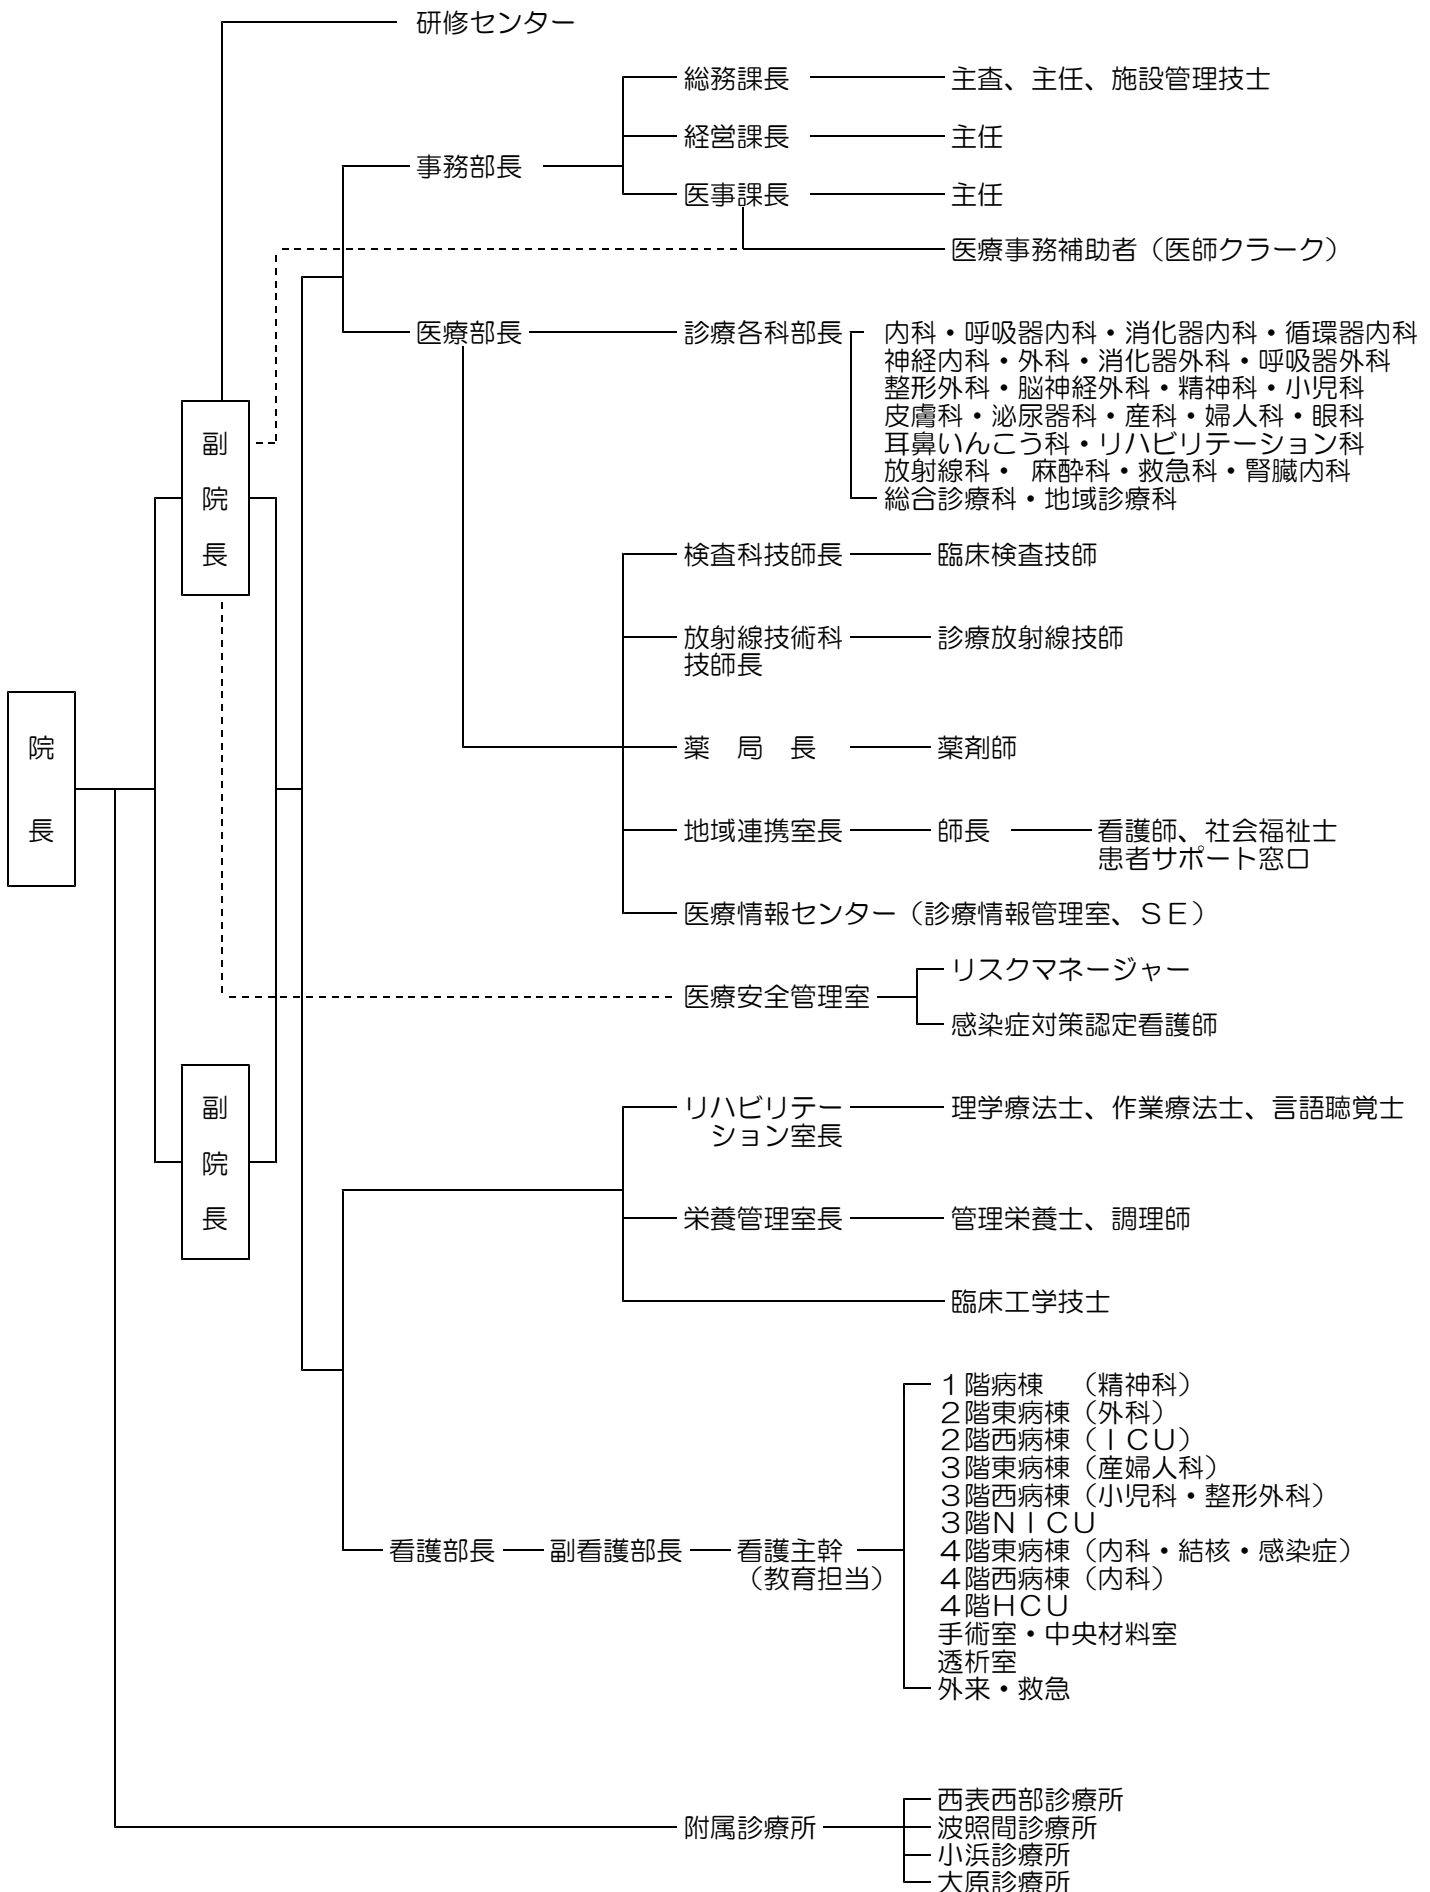 研修センター
総務課長 主査、主任、施設管理技士
経営課長 主任
事務部長
医事課長 主任
医療事務補助者（医師クラーク）
医療部長 診療各科部長 内科・呼吸器内科・消化器内科・循環器内科
神経内科・外科・消化器外科・呼吸器外科
整形外科・脳神経外科・精神科・小児科
皮膚科・泌尿器科・産科・婦人科・眼科
耳鼻いんこう科・リハビリテーション科
放射線科・ 麻酔科・救急科・腎臓内科
総合診療科・地域診療科
副院長
検査科技師長 臨床検査技師
放射線技術科 診療放射線技師
技師長
院長
薬 局 長 薬剤師
地域連携室長 師長 看護師、社会福祉士
患者サポート窓口
医療情報センター（診療情報管理室、ＳＥ）
リスクマネージャー
医療安全管理室
感染症対策認定看護師
副院長
リハビリテー 理学療法士、作業療法士、言語聴覚士
ション室長
栄養管理室長 管理栄養士、調理師
臨床工学技士
１階病棟 （精神科）
２階東病棟（外科）
２階西病棟（ＩＣＵ）
３階東病棟（産婦人科）
３階西病棟（小児科・整形外科）
３階ＮＩＣＵ
看護部長 副看護部長 看護主幹 ４階東病棟（内科・結核・感染症）
（教育担当） ４階西病棟（内科）
４階ＨＣＵ
手術室・中央材料室
透析室
外来・救急
西表西部診療所
附属診療所 波照間診療所
小浜診療所
大原診療所